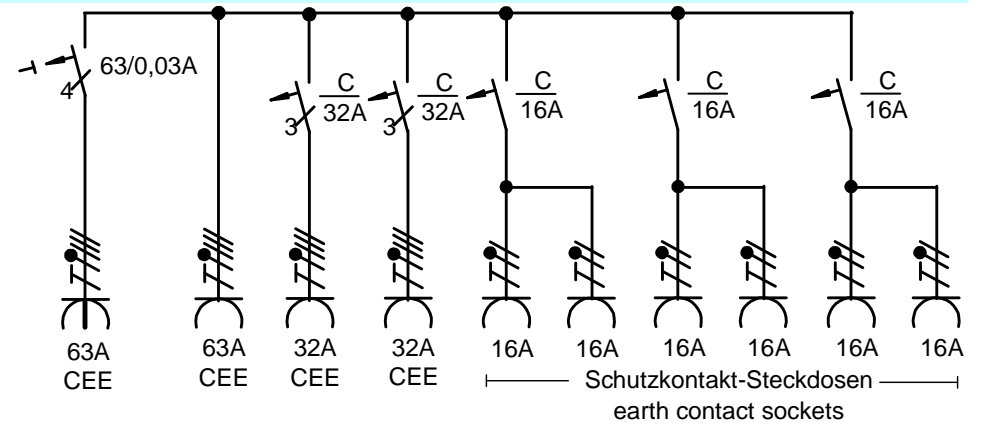 63/0,03A
4
C
32A
3
C
32A
3
C
16A
C
16A
C
16A
63A
CEE
63A
CEE
32A
CEE
32A
CEE
16A
16A
16A
16A
16A
16A
Schutzkontakt-Steckdosen
earth contact sockets